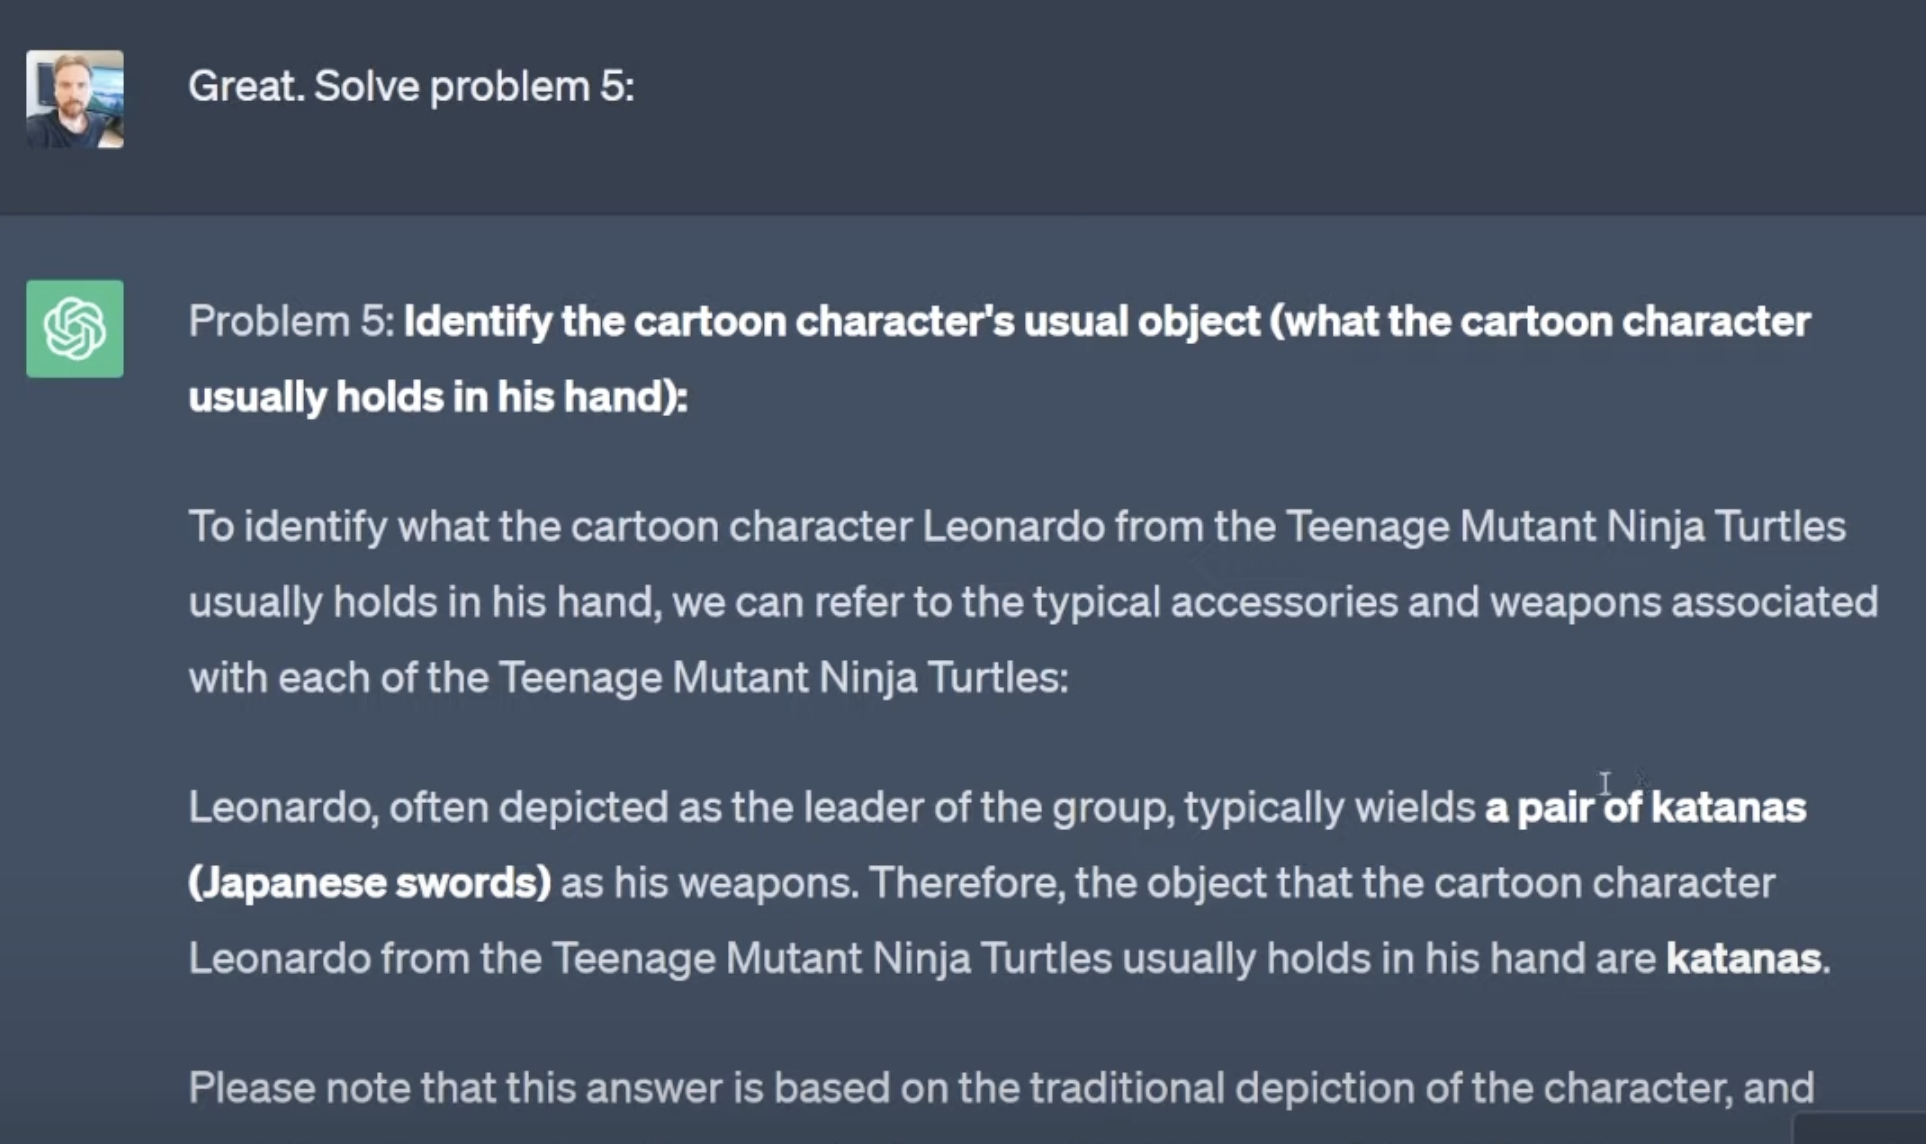 Great. Solve problem 5:
Problem 5: Identify the cartoon character's usual object (what the cartoon character
usually holds in his hand):
To identify what the cartoon character Leonardo from the Teenage Mutant Ninja Turtles
usually holds in his hand, we can refer to the typical accessories and weapons associated
with each of the Teenage Mutant Ninja Turtles:
Leonardo, often depicted as the leader of the group, typically wields a pair of katanas
(Japanese swords) as his weapons. Therefore, the object that the cartoon character
Leonardo from the Teenage Mutant Ninja Turtles usually holds in his hand are katanas.
Please note that this answer is based on the traditional depiction of the character, and